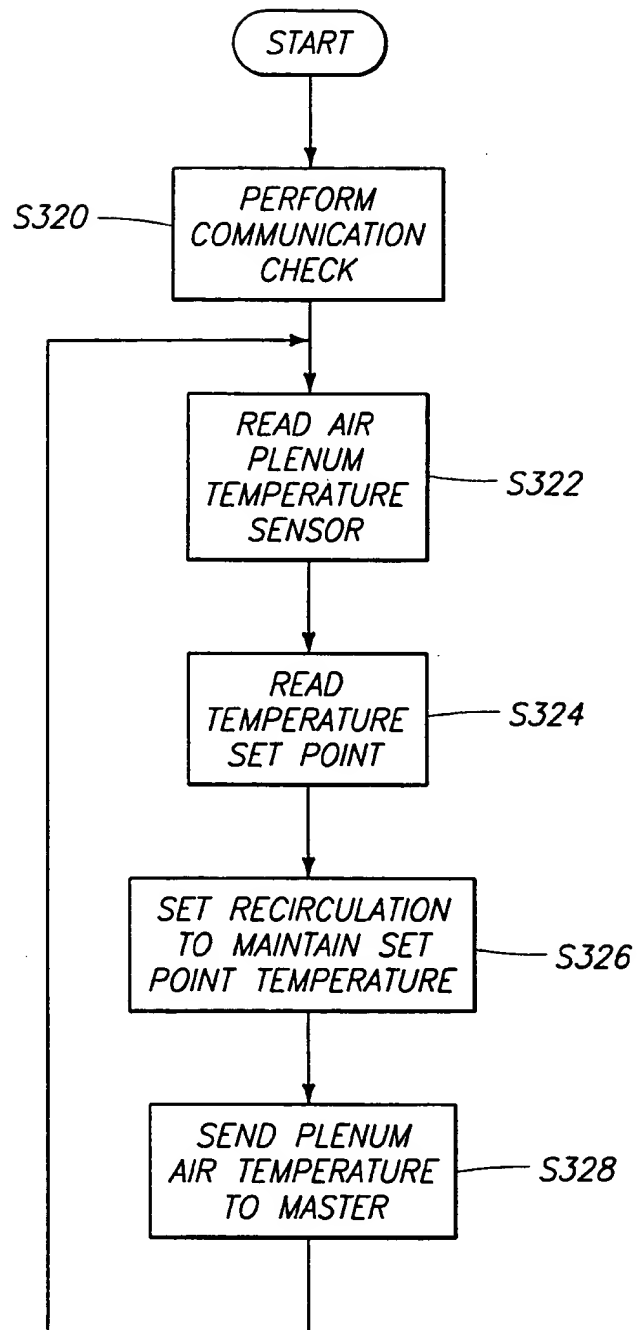 START
S320
PERFORM
COMMUNICATION
CHECK
READ AIR
PLENUM
TEMPERATURE
SENSOR
S322
READ
TEMPERATURE
SET POINT
S324
SET RECIRCULATION
TO MAINTAIN SET
POINT TEMPERATURE
S326
SEND PLENUM
AIR TEMPERATURE
TO MASTER
S328